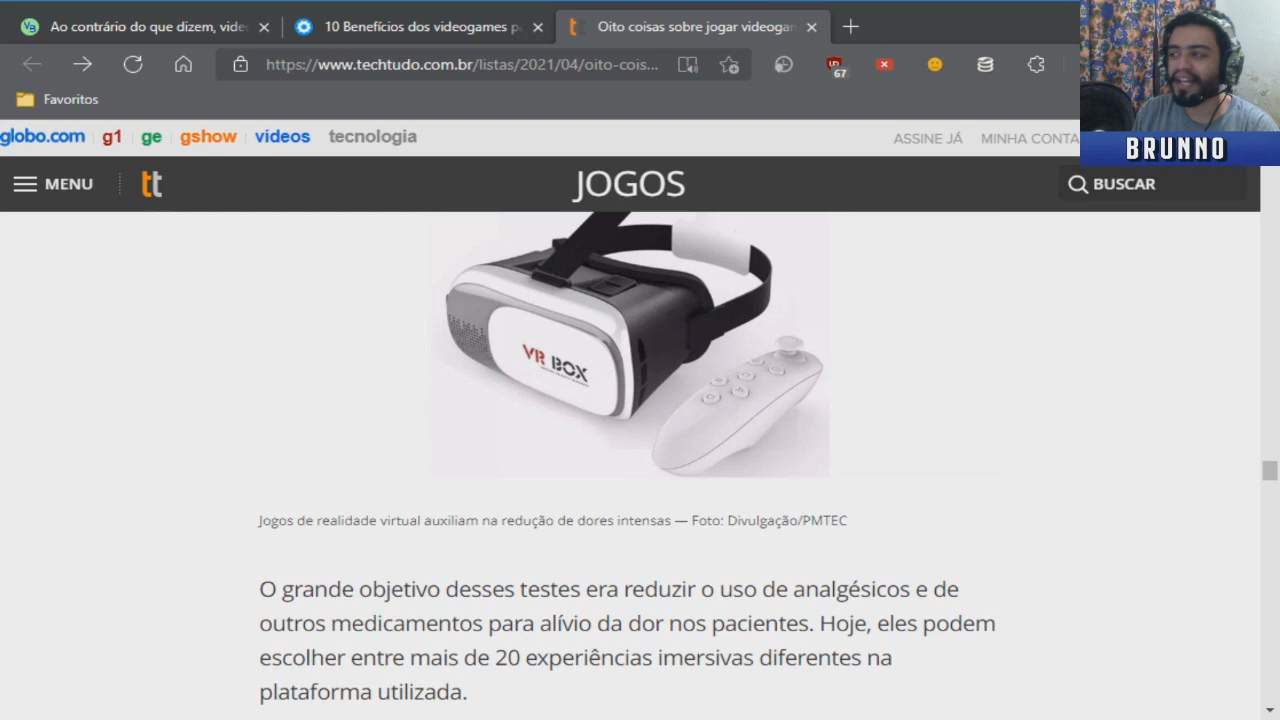 Ao contrário do que dizem, vide
10 Benefícios dos videogames pa
Oito coisas sobre jogar videogam
https://www.techtudo.com.br/listas/2021/04/oito-cois...
67
Favoritos
globo.com g1 ge gshow vídeos tecnologia
ASSINE JÁ MINHA CONTA
BRUNNO
MENU tt JOGOS BUSCAR
VR BOX
Jogos de realidade virtual auxiliam na redução de dores intensas — Foto: Divulgação/PMTEC
O grande objetivo desses testes era reduzir o uso de analgésicos e de
outros medicamentos para alívio da dor nos pacientes. Hoje, eles podem
escolher entre mais de 20 experiências imersivas diferentes na
plataforma utilizada.